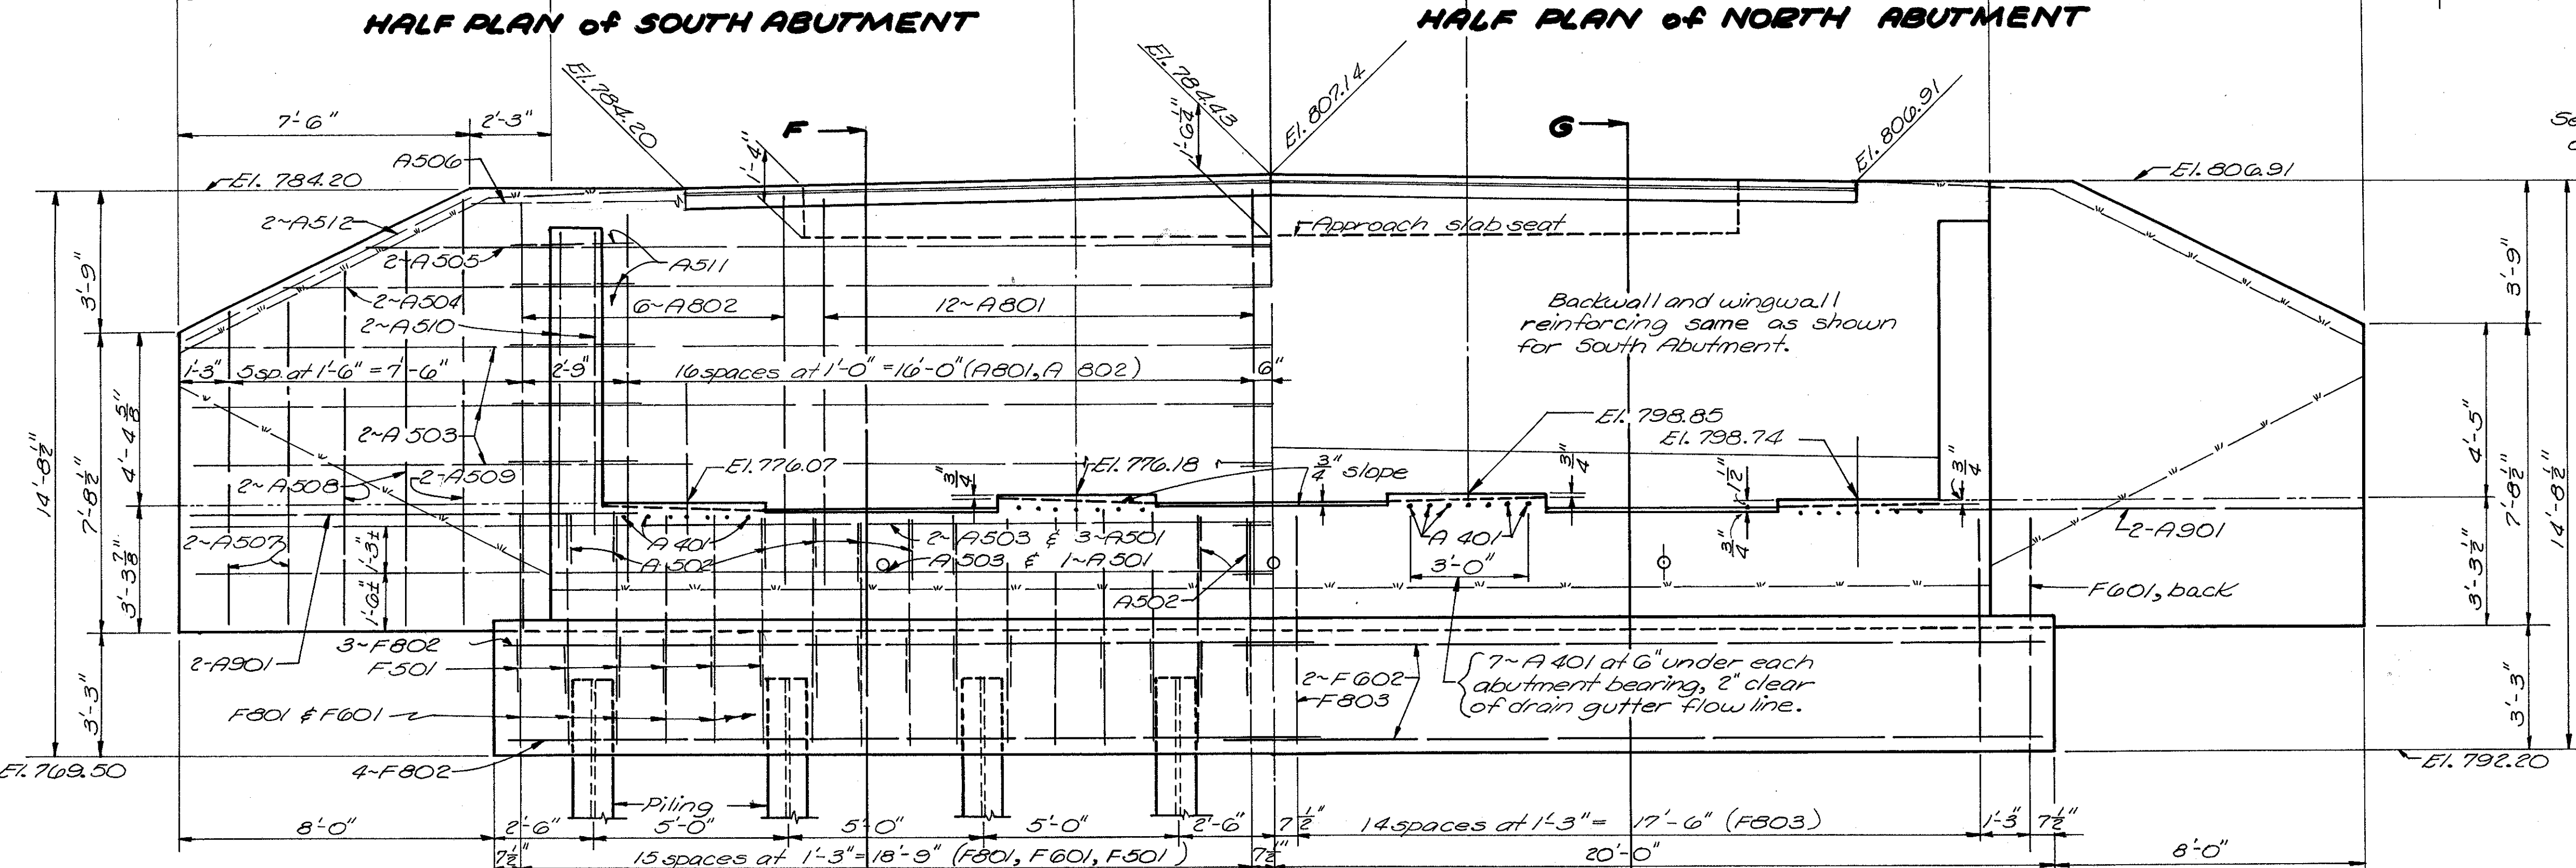 HALF PLAN of SOUTH ABUTMENT
HALF PLAN of NORTH ABUTMENT
El. 784.20
El. 784.43
El. 807.14
El. 806.91
7'-6"
2'-3"
F
1'-4"
1'-6¼"
G
A506
El. 784.20
El. 806.91
2~A512
Approach slab seat
2~A505
A511
2~A504
6~A802
12~A801
2~A510
Backwall and wingwall
reinforcing same as shown
for South Abutment.
3'-9"
3'-9"
1'-3"
5 sp. at 1'-6" = 7'-6"
2'-9"
16 spaces at 1'-0" = 16'-0" (A801, A 802)
6"
14'-8½"
7'-8½"
4'-4⅝"
2~A503
El. 798.85
El. 798.74
4'-5"
7'-8½"
14'-8½"
El. 776.07
El. 776.18
¾" slope
¾"
¾"
1½"
¾"
2~A508
2~A509
2~A507
1'-3"±
1'-6"±
3'-3⅞"
A401
2~A503 & 3~A501
A502
A503 & 1~A501
A502
A401
3'-0"
¾"
2-A901
3'-3½"
F601, back
3~F802
2-A901
F501
7~A401 at 6" under each
abutment bearing, 2" clear
of drain gutter flow line.
2~F602
F803
F801 & F601
3'-3"
3'-3"
El. 769.50
4~F802
El. 792.20
Piling
8'-0"
2'-6"
5'-0"
5'-0"
5'-0"
2'-6"
7½"
14 spaces at 1'-3" = 17'-6" (F803)
1'-3"
7½"
7½"
15 spaces at 1'-3" = 18'-9" (F801, F601, F501)
7½"
20'-0"
8'-0"